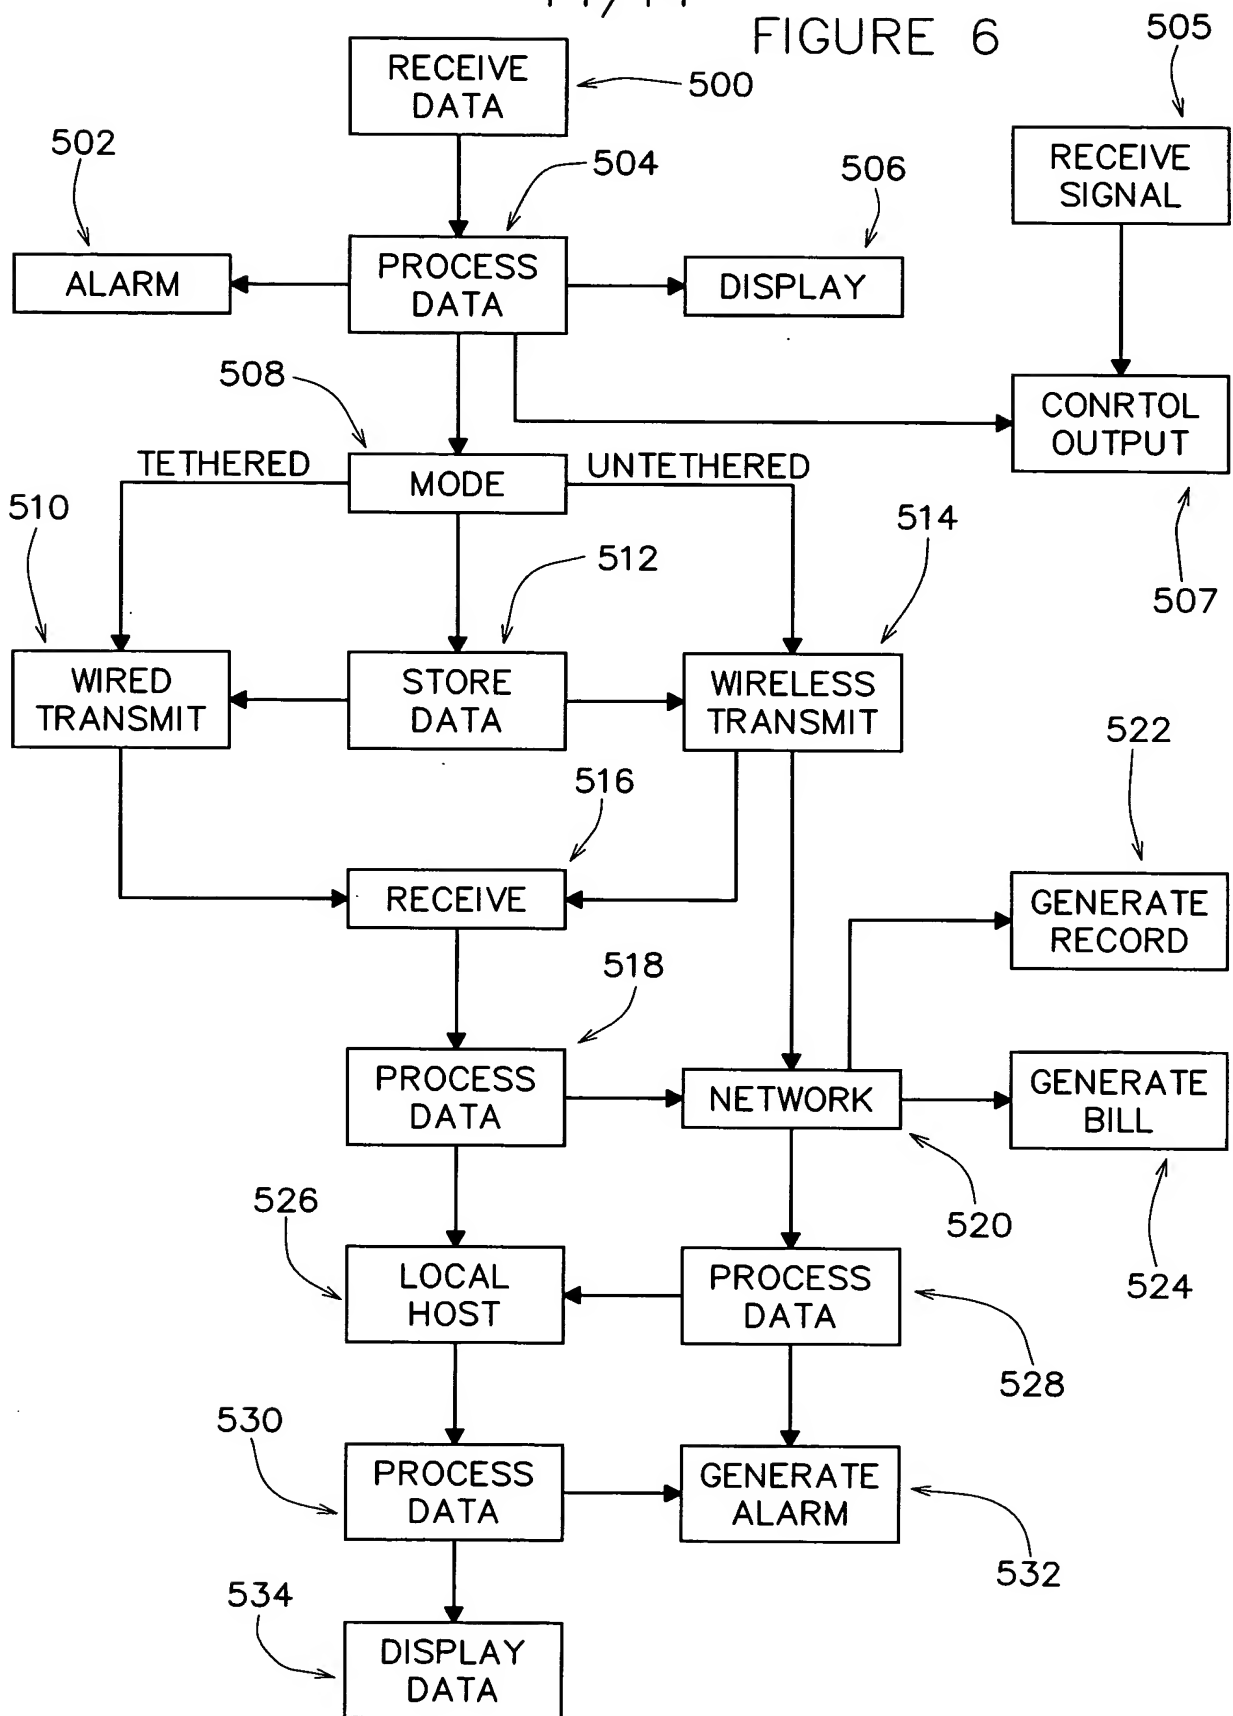 FIGURE 6
RECEIVE
DATA
500
505
502
504
506
RECEIVE
SIGNAL
ALARM
PROCESS
DATA
DISPLAY
508
CONRTOL
OUTPUT
TETHERED
MODE
UNTETHERED
510
512
514
507
WIRED
TRANSMIT
STORE
DATA
WIRELESS
TRANSMIT
516
522
RECEIVE
GENERATE
RECORD
518
PROCESS
DATA
NETWORK
GENERATE
BILL
526
520
524
LOCAL
HOST
PROCESS
DATA
528
530
PROCESS
DATA
GENERATE
ALARM
532
534
DISPLAY
DATA